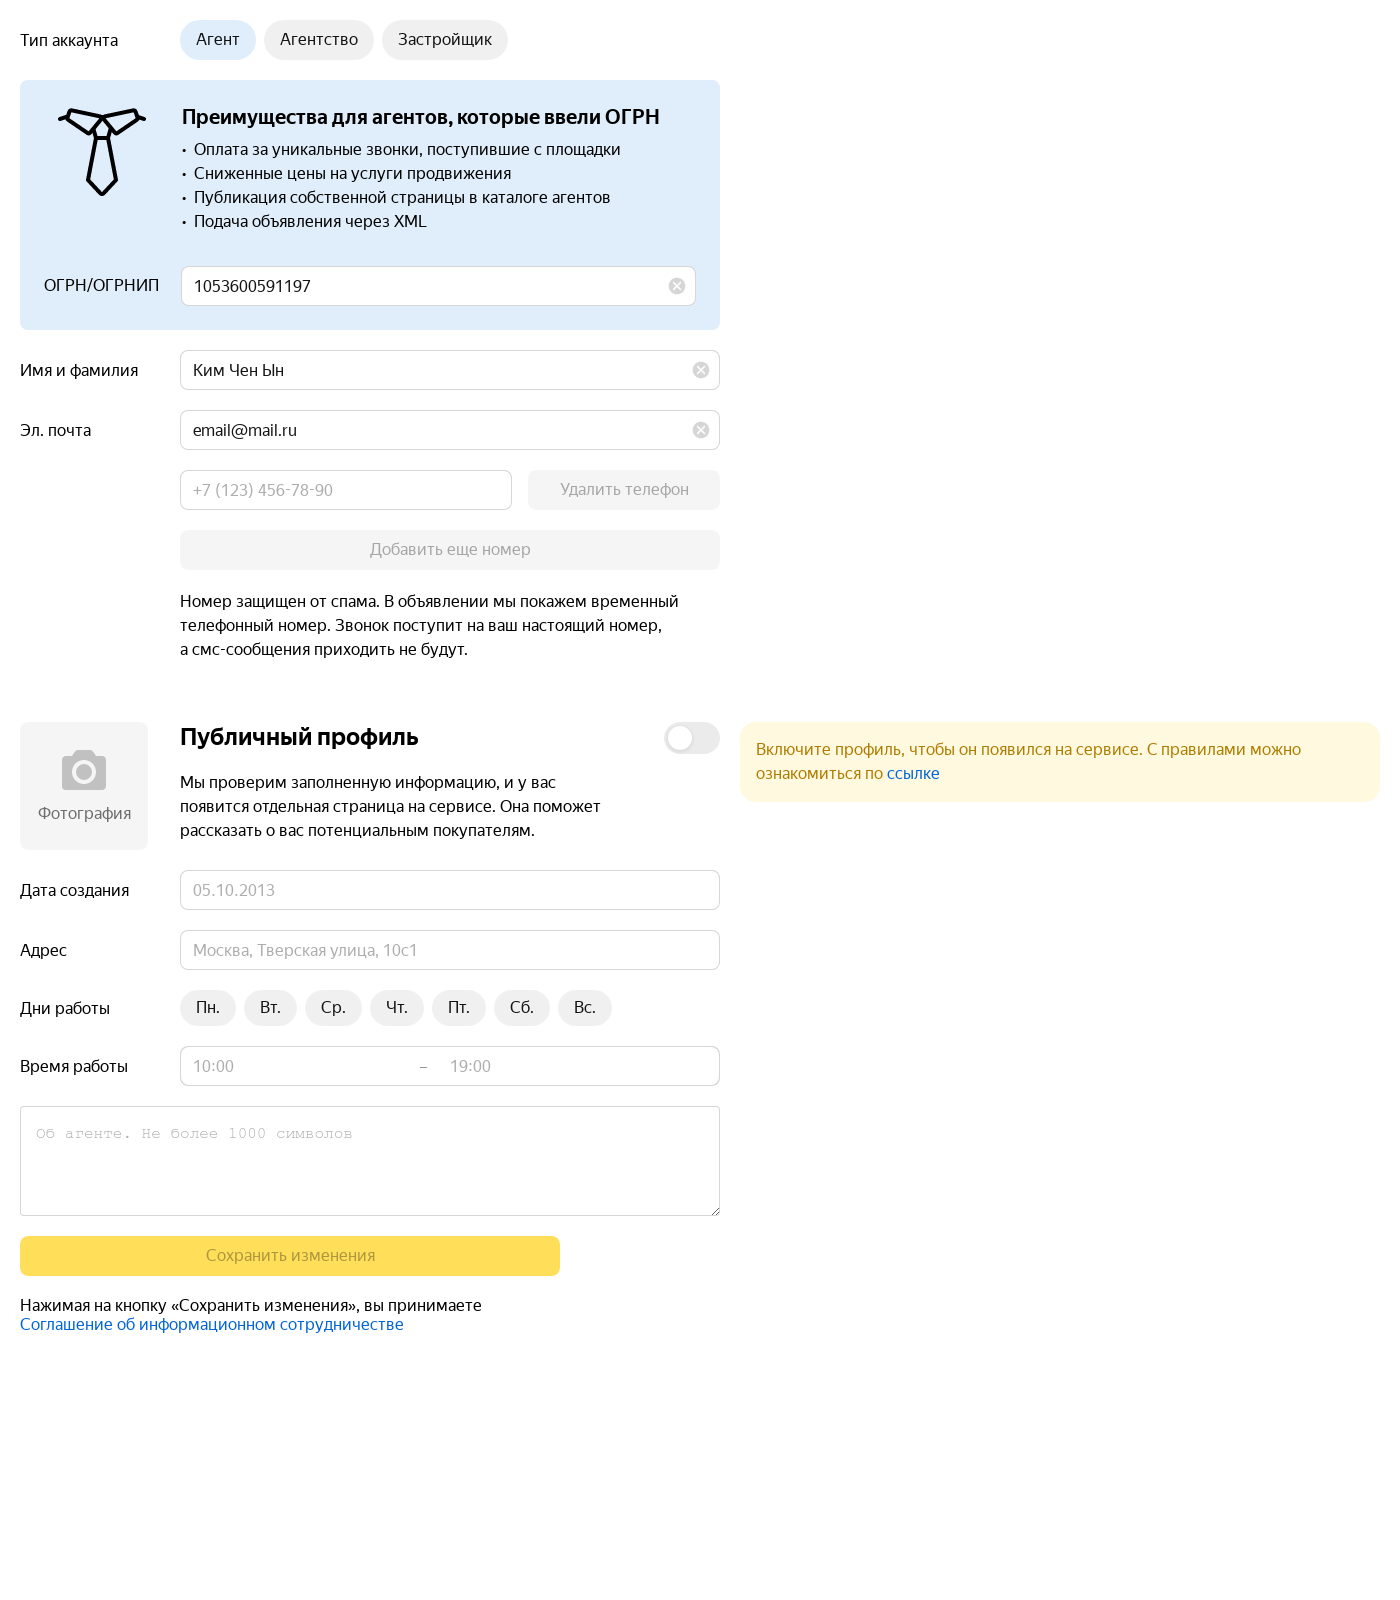 Тип аккаунта
Агент
Агентство
Застройщик
Преимущества для агентов, которые ввели ОГРН
• Оплата за уникальные звонки, поступившие с площадки
• Сниженные цены на услуги продвижения
• Публикация собственной страницы в каталоге агентов
• Подача объявления через XML
ОГРН/ОГРНИП
1053600591197
Имя и фамилия
Ким Чен Ын
Эл. почта
email@mail.ru
+7 (123) 456-78-90
Удалить телефон
Добавить еще номер
Номер защищен от спама. В объявлении мы покажем временный
телефонный номер. Звонок поступит на ваш настоящий номер,
а смс-сообщения приходить не будут.
Фотография
Публичный профиль
Мы проверим заполненную информацию, и у вас
появится отдельная страница на сервисе. Она поможет
рассказать о вас потенциальным покупателям.
Включите профиль, чтобы он появился на сервисе. С правилами можно
ознакомиться по ссылке
Дата создания
05.10.2013
Адрес
Москва, Тверская улица, 10с1
Дни работы
Пн.
Вт.
Ср.
Чт.
Пт.
Сб.
Вс.
Время работы
10:00
–
19:00
Об агенте. Не более 1000 символов
Сохранить изменения
Нажимая на кнопку «Сохранить изменения», вы принимаете
Соглашение об информационном сотрудничестве